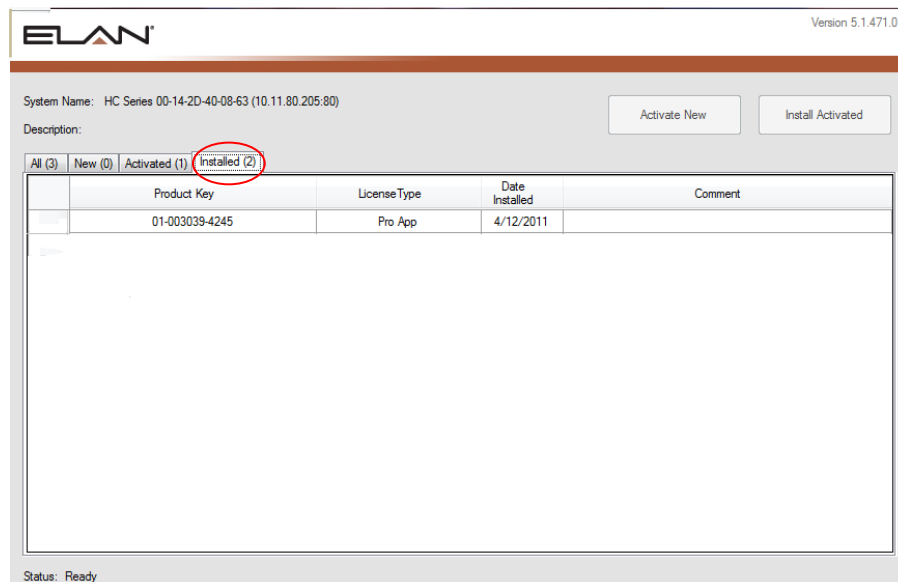 ELAN®
Version 5.1.471.0
System Name: HC Series 00-14-2D-40-08-63 (10.11.80.205:80)
Activate New
Install Activated
Description:
All (3) New (0) Activated (1) Installed (2)
Product Key LicenseType Date Installed Comment
01-003039-4245 Pro App 4/12/2011
Status: Ready